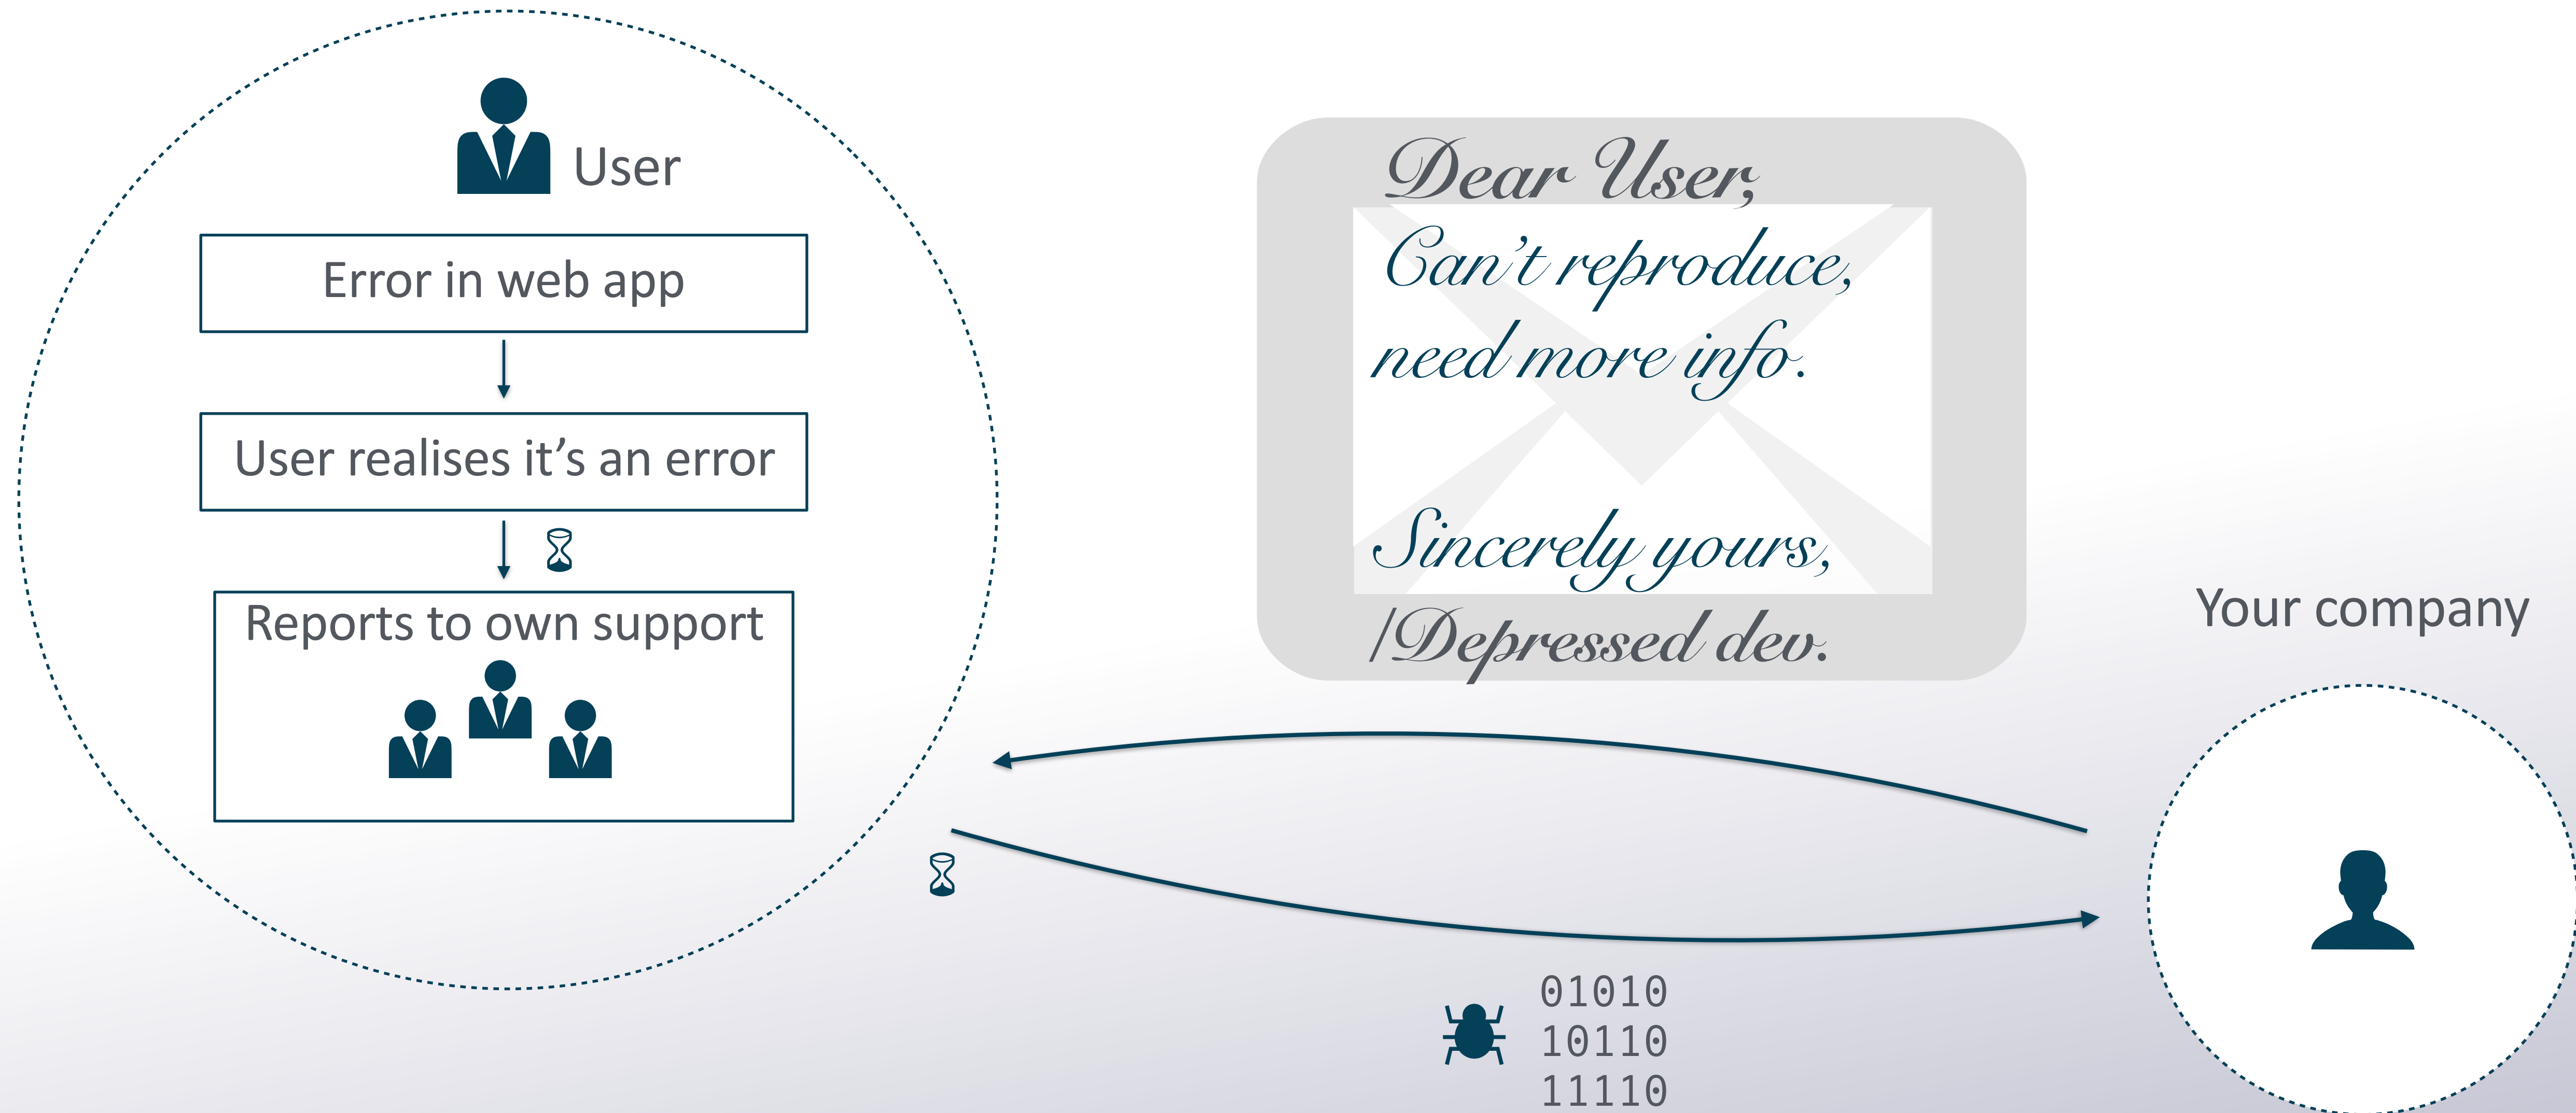 User
Error in web app
User realises it’s an error
Reports to own support
Dear User,
Can’t reproduce,
need more info.
Sincerely yours,
/Depressed dev.
Your company
01010
10110
11110